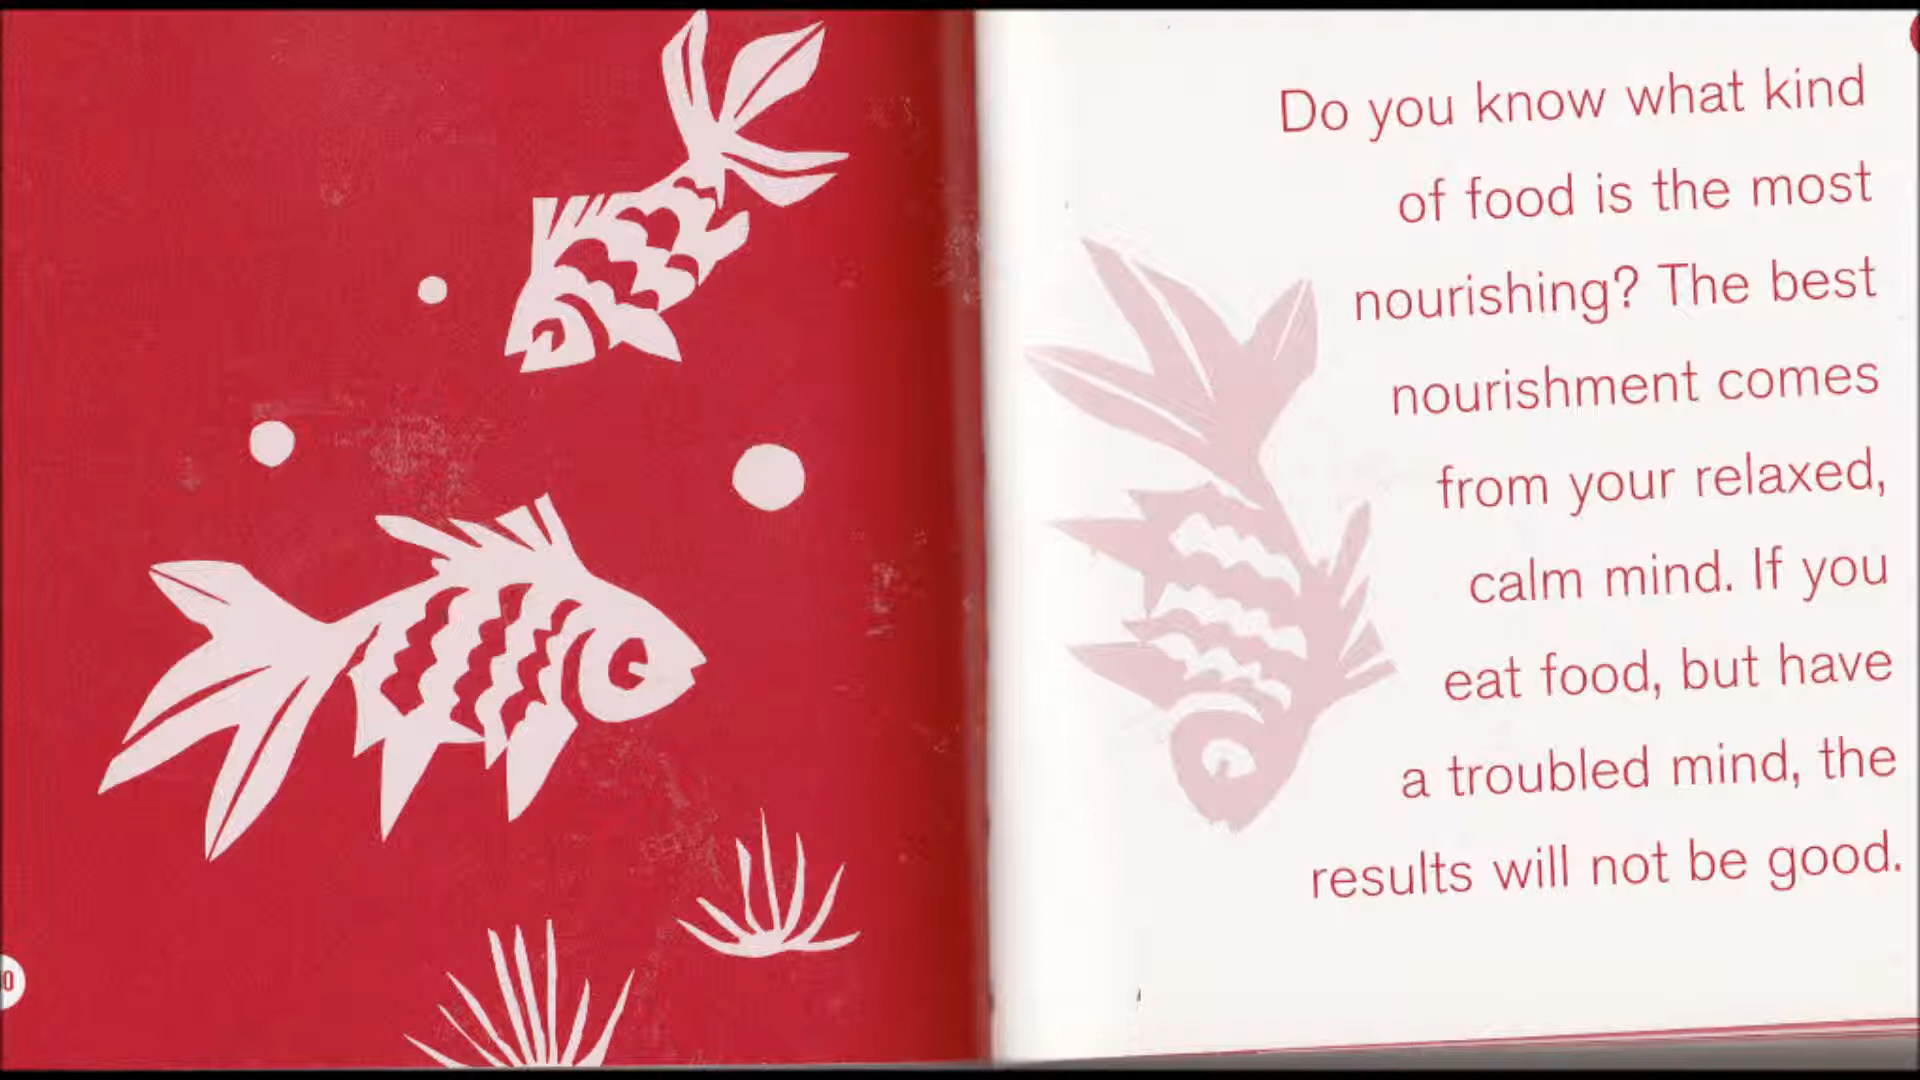 Do you know what kind
of food is the most
nourishing? The best
nourishment comes
from your relaxed,
calm mind. If you
eat food, but have
a troubled mind, the
results will not be good.